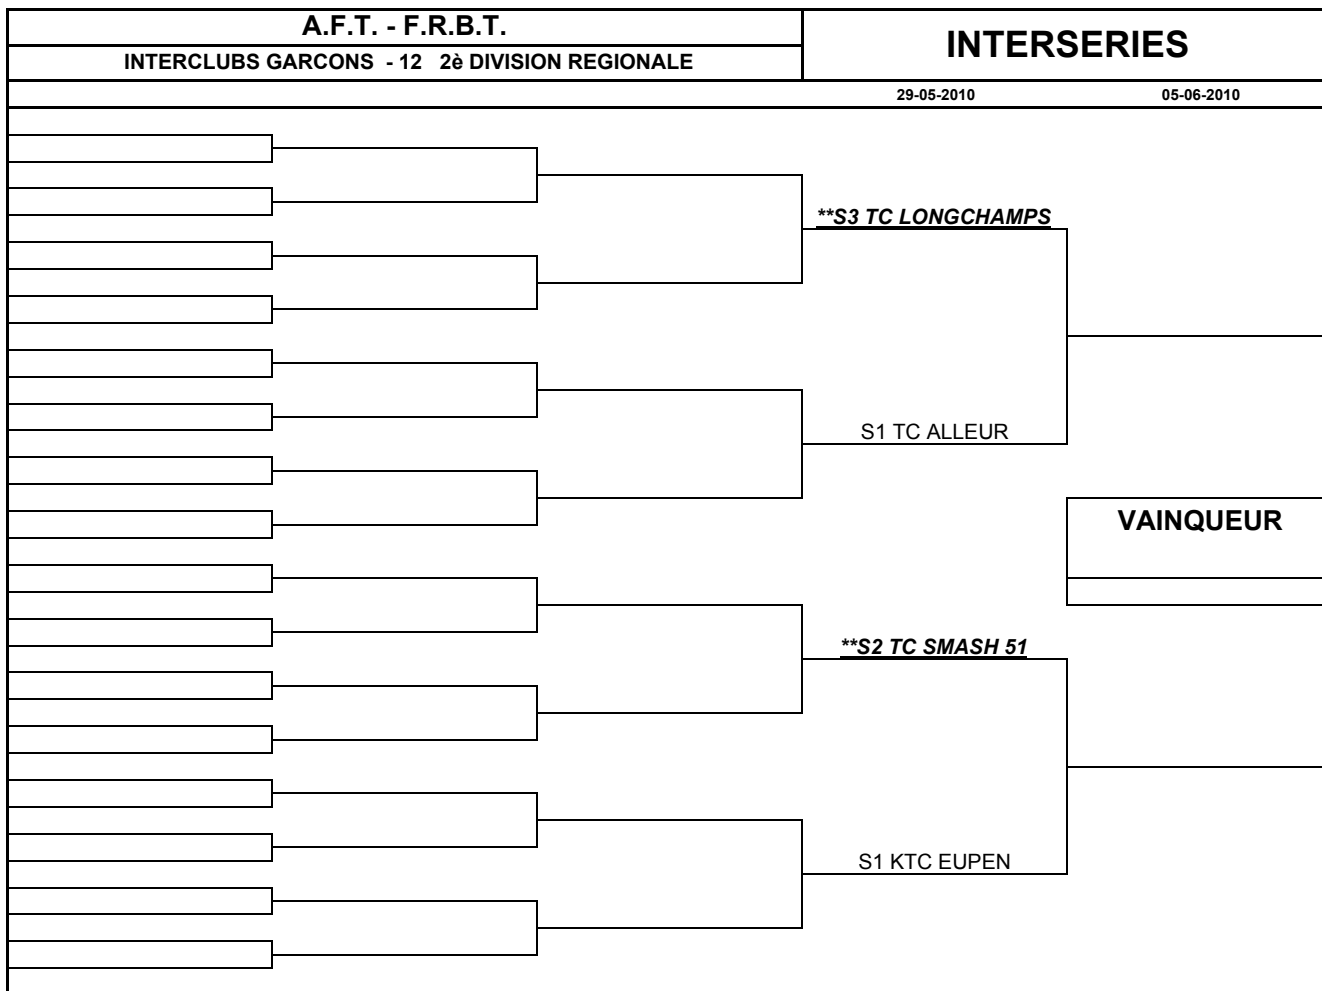 A.F.T. - F.R.B.T.
INTERSERIES
INTERCLUBS GARCONS - 12 2è DIVISION REGIONALE
29-05-2010 05-06-2010
**S3 TC LONGCHAMPS
S1 TC ALLEUR
VAINQUEUR
**S2 TC SMASH 51
S1 KTC EUPEN